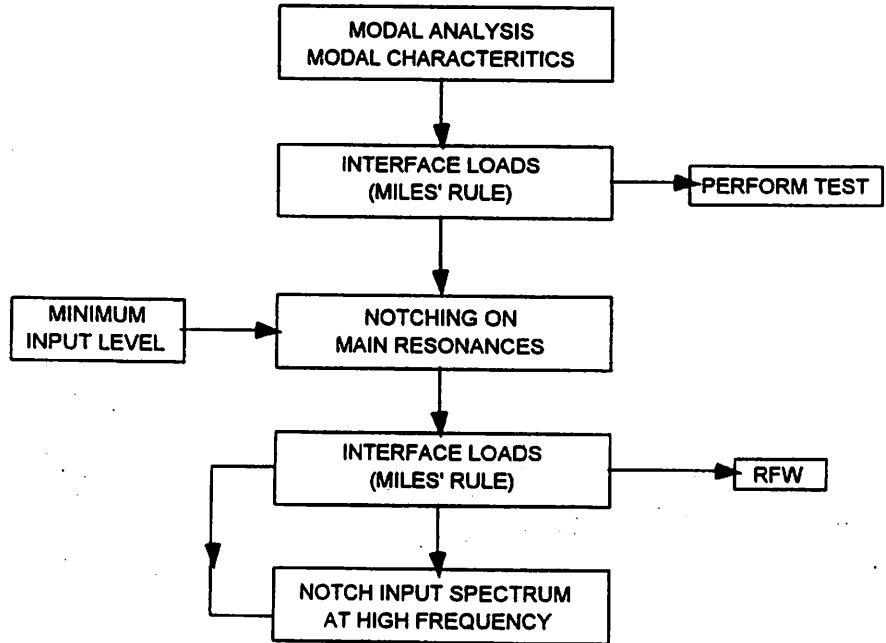 MODAL ANALYSIS
MODAL CHARACTERITICS
INTERFACE LOADS
(MILES' RULE)
PERFORM TEST
MINIMUM
INPUT LEVEL
NOTCHING ON
MAIN RESONANCES
INTERFACE LOADS
(MILES' RULE)
RFW
NOTCH INPUT SPECTRUM
AT HIGH FREQUENCY